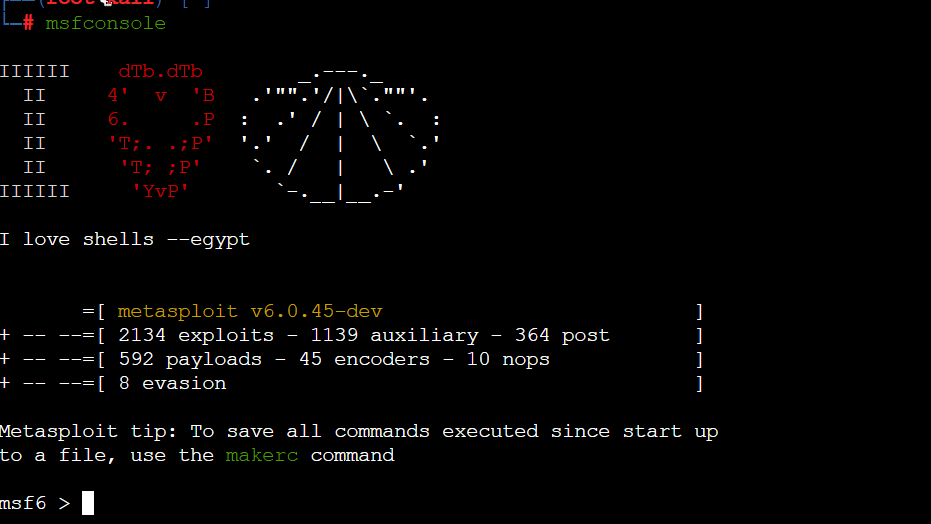 ┌──(root💀kali)-[~]
└─# msfconsole
IIIIII    dTb.dTb        _.---._
  II     4'  v  'B   .'"".'/|\`.""'.
  II     6.     .P  :  .' / | \ `.  :
  II     'T;. .;P'  '.'  /  |  \  `.'
  II      'T; ;P'    `. /   |   \ .'
IIIIII     'YvP'       `-.__|__.-'
I love shells --egypt
       =[ metasploit v6.0.45-dev                          ]
+ -- --=[ 2134 exploits - 1139 auxiliary - 364 post       ]
+ -- --=[ 592 payloads - 45 encoders - 10 nops            ]
+ -- --=[ 8 evasion                                       ]
Metasploit tip: To save all commands executed since start up
to a file, use the makerc command
msf6 >